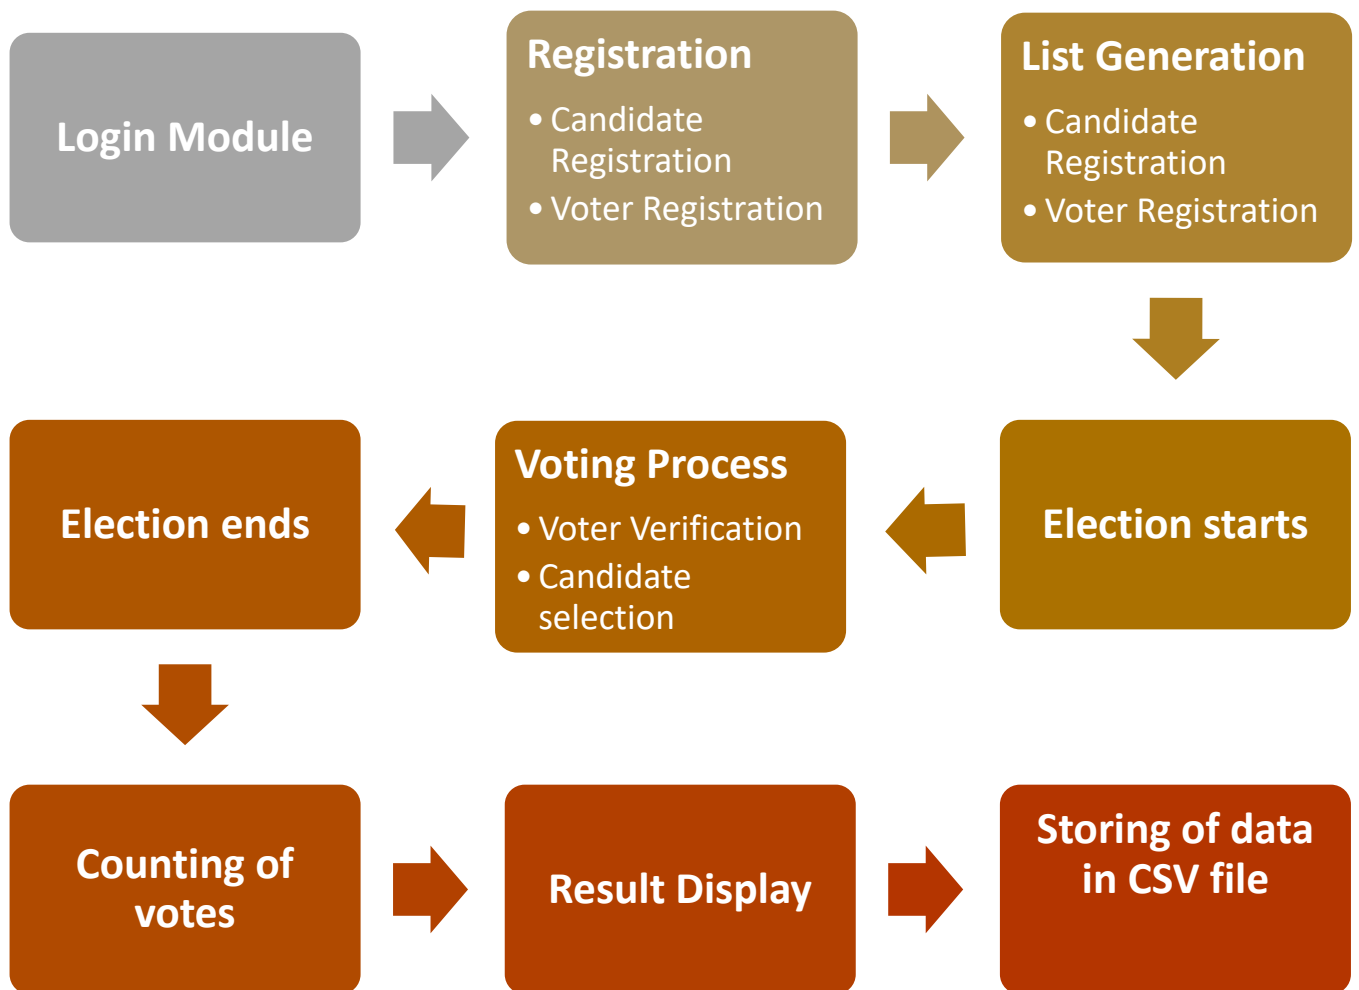 Login Module
Registration
• Candidate
Registration
• Voter Registration
List Generation
• Candidate
Registration
• Voter Registration
Election starts
Voting Process
• Voter Verification
• Candidate
selection
Election ends
Counting of
votes
Result Display
Storing of data
in CSV file